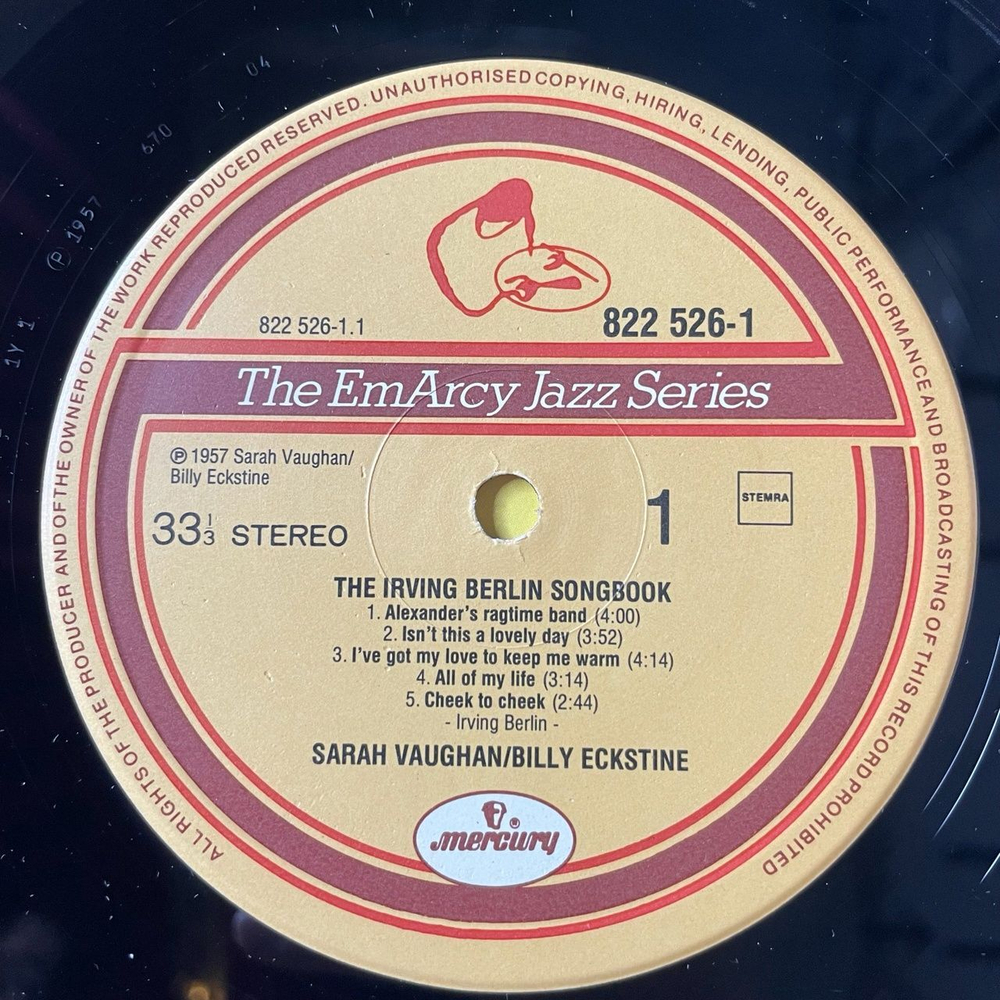 ALL RIGHTS OF THE PRODUCER AND OF THE OWNER OF THE WORK REPRODUCED RESERVED. UNAUTHORISED COPYING, HIRING, LENDING, PUBLIC PERFORMANCE AND BROADCASTING OF THIS RECORD PROHIBITED
04
670
Ⓟ 1957
1Y 1
822 526-1.1
822 526-1
The EmArcy Jazz Series
Ⓟ 1957 Sarah Vaughan/
Billy Eckstine
33⅓ STEREO
1
STEMRA
THE IRVING BERLIN SONGBOOK
1. Alexander's ragtime band (4:00)
2. Isn't this a lovely day (3:52)
3. I've got my love to keep me warm (4:14)
4. All of my life (3:14)
5. Cheek to cheek (2:44)
- Irving Berlin -
SARAH VAUGHAN/BILLY ECKSTINE
mercury®